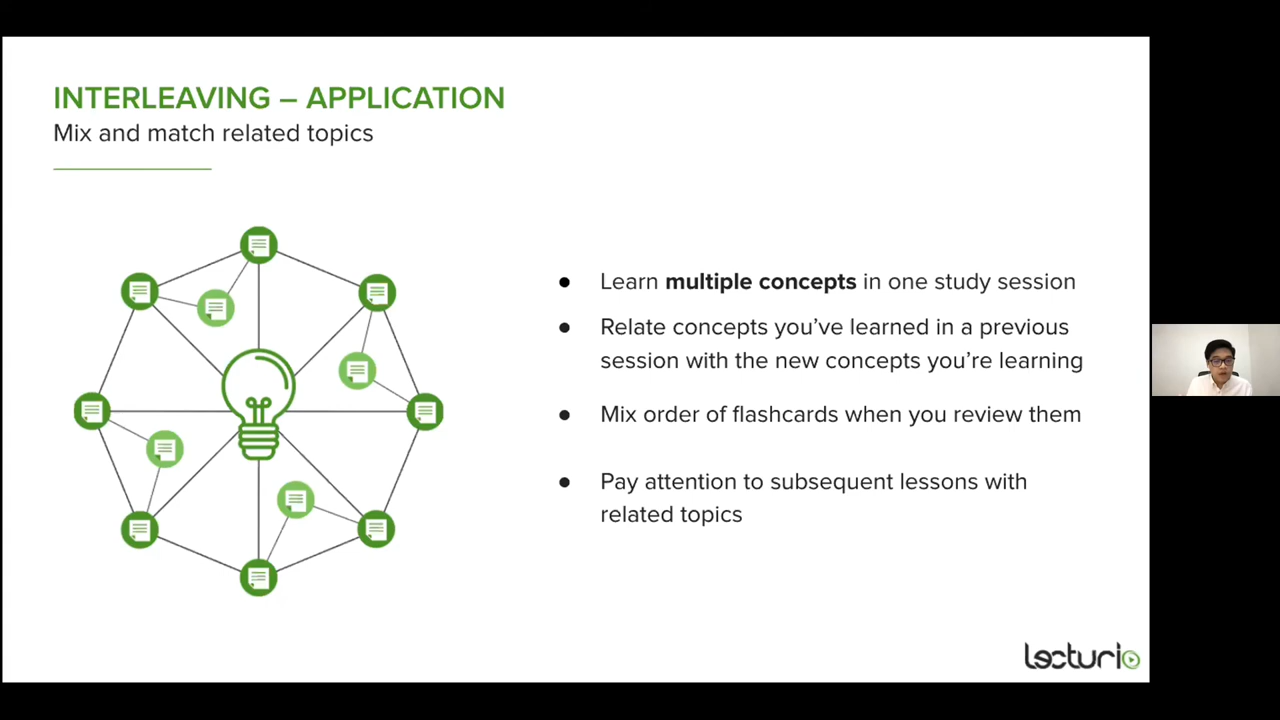 INTERLEAVING – APPLICATION
Mix and match related topics
● Learn multiple concepts in one study session
● Relate concepts you’ve learned in a previous
session with the new concepts you’re learning
● Mix order of flashcards when you review them
● Pay attention to subsequent lessons with
related topics
lecturio